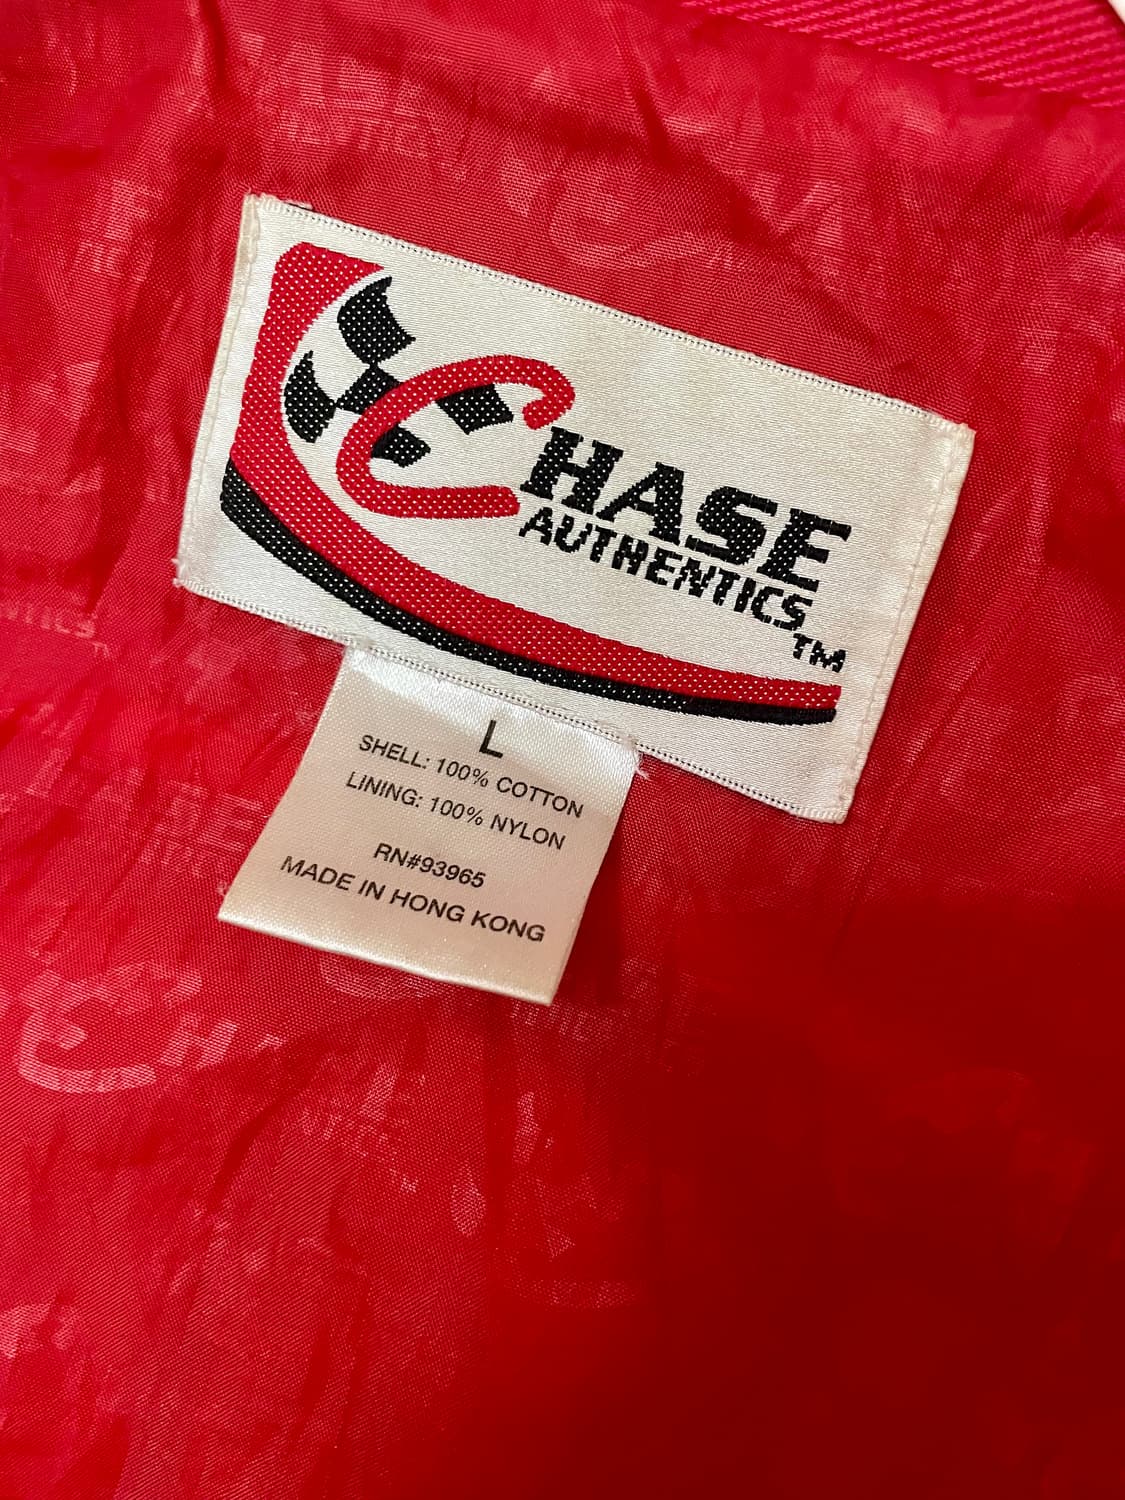 CHASE
AUTHENTICS
TM
L
SHELL: 100% COTTON
LINING: 100% NYLON
RN#93965
MADE IN HONG KONG